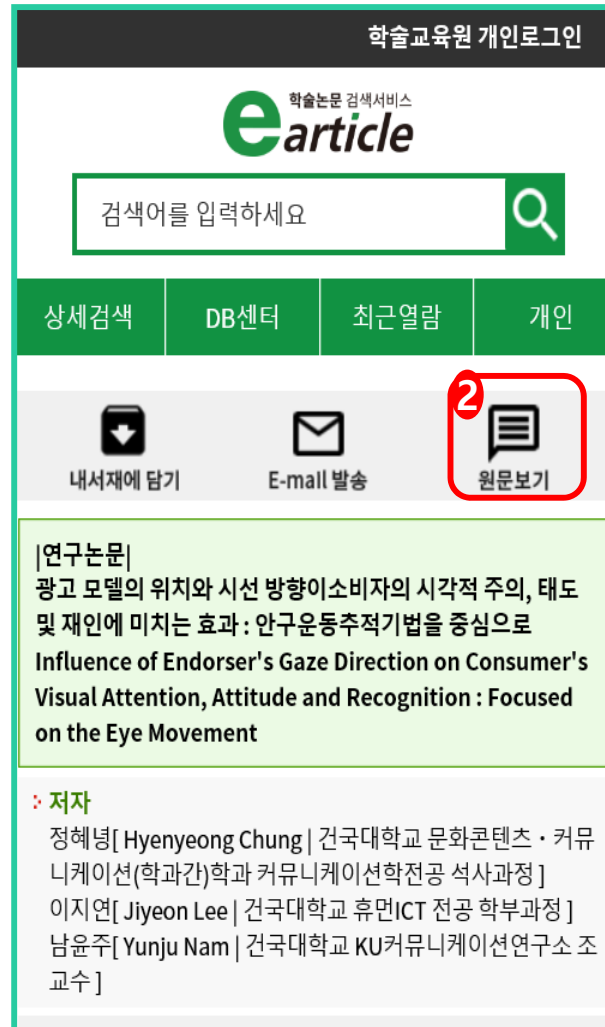 학술교육원 개인로그인
학술논문 검색서비스
earticle
검색어를 입력하세요
상세검색 DB센터 최근열람 개인
2
내서재에 담기 E-mail 발송 원문보기
|연구논문|
광고 모델의 위치와 시선 방향이소비자의 시각적 주의, 태도
및 재인에 미치는 효과 : 안구운동추적기법을 중심으로
Influence of Endorser's Gaze Direction on Consumer's
Visual Attention, Attitude and Recognition : Focused
on the Eye Movement
저자
정혜녕[ Hyenyeong Chung | 건국대학교 문화콘텐츠・커뮤
니케이션(학과간)학과 커뮤니케이션학전공 석사과정 ]
이지연[ Jiyeon Lee | 건국대학교 휴먼ICT 전공 학부과정 ]
남윤주[ Yunju Nam | 건국대학교 KU커뮤니케이션연구소 조
교수 ]